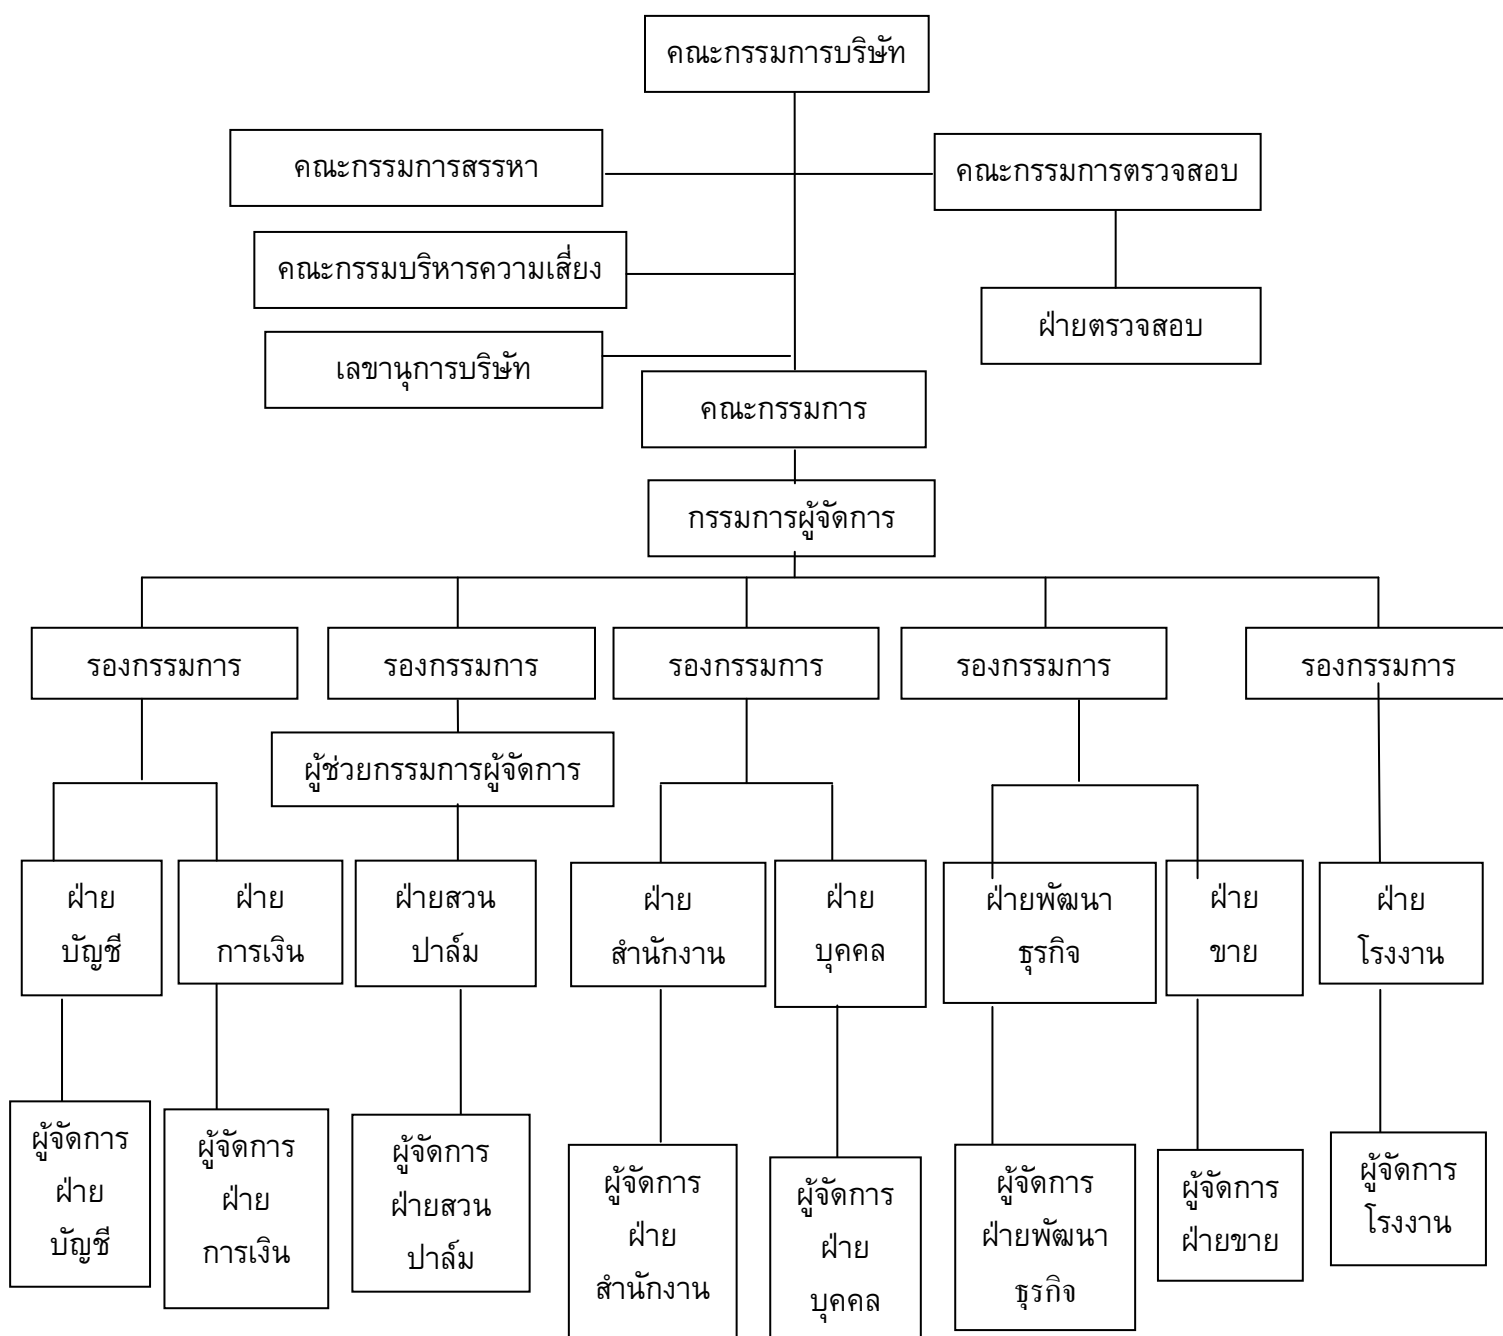 คณะกรรมการบริษัท
คณะกรรมการสรรหา
คณะกรรมการตรวจสอบ
คณะกรรมบริหารความเสี่ยง
ฝ่ายตรวจสอบ
เลขานุการบริษัท
คณะกรรมการ
กรรมการผู้จัดการ
รองกรรมการ
รองกรรมการ
รองกรรมการ
รองกรรมการ
รองกรรมการ
ผู้ช่วยกรรมการผู้จัดการ
ฝ่าย
บัญชี
ฝ่าย
การเงิน
ฝ่ายสวน
ปาล์ม
ฝ่าย
สำนักงาน
ฝ่าย
บุคคล
ฝ่ายพัฒนา
ธุรกิจ
ฝ่าย
ขาย
ฝ่าย
โรงงาน
ผู้จัดการ
ฝ่าย
บัญชี
ผู้จัดการ
ฝ่าย
การเงิน
ผู้จัดการ
ฝ่ายสวน
ปาล์ม
ผู้จัดการ
ฝ่าย
สำนักงาน
ผู้จัดการ
ฝ่าย
บุคคล
ผู้จัดการ
ฝ่ายพัฒนา
ธุรกิจ
ผู้จัดการ
ฝ่ายขาย
ผู้จัดการ
โรงงาน